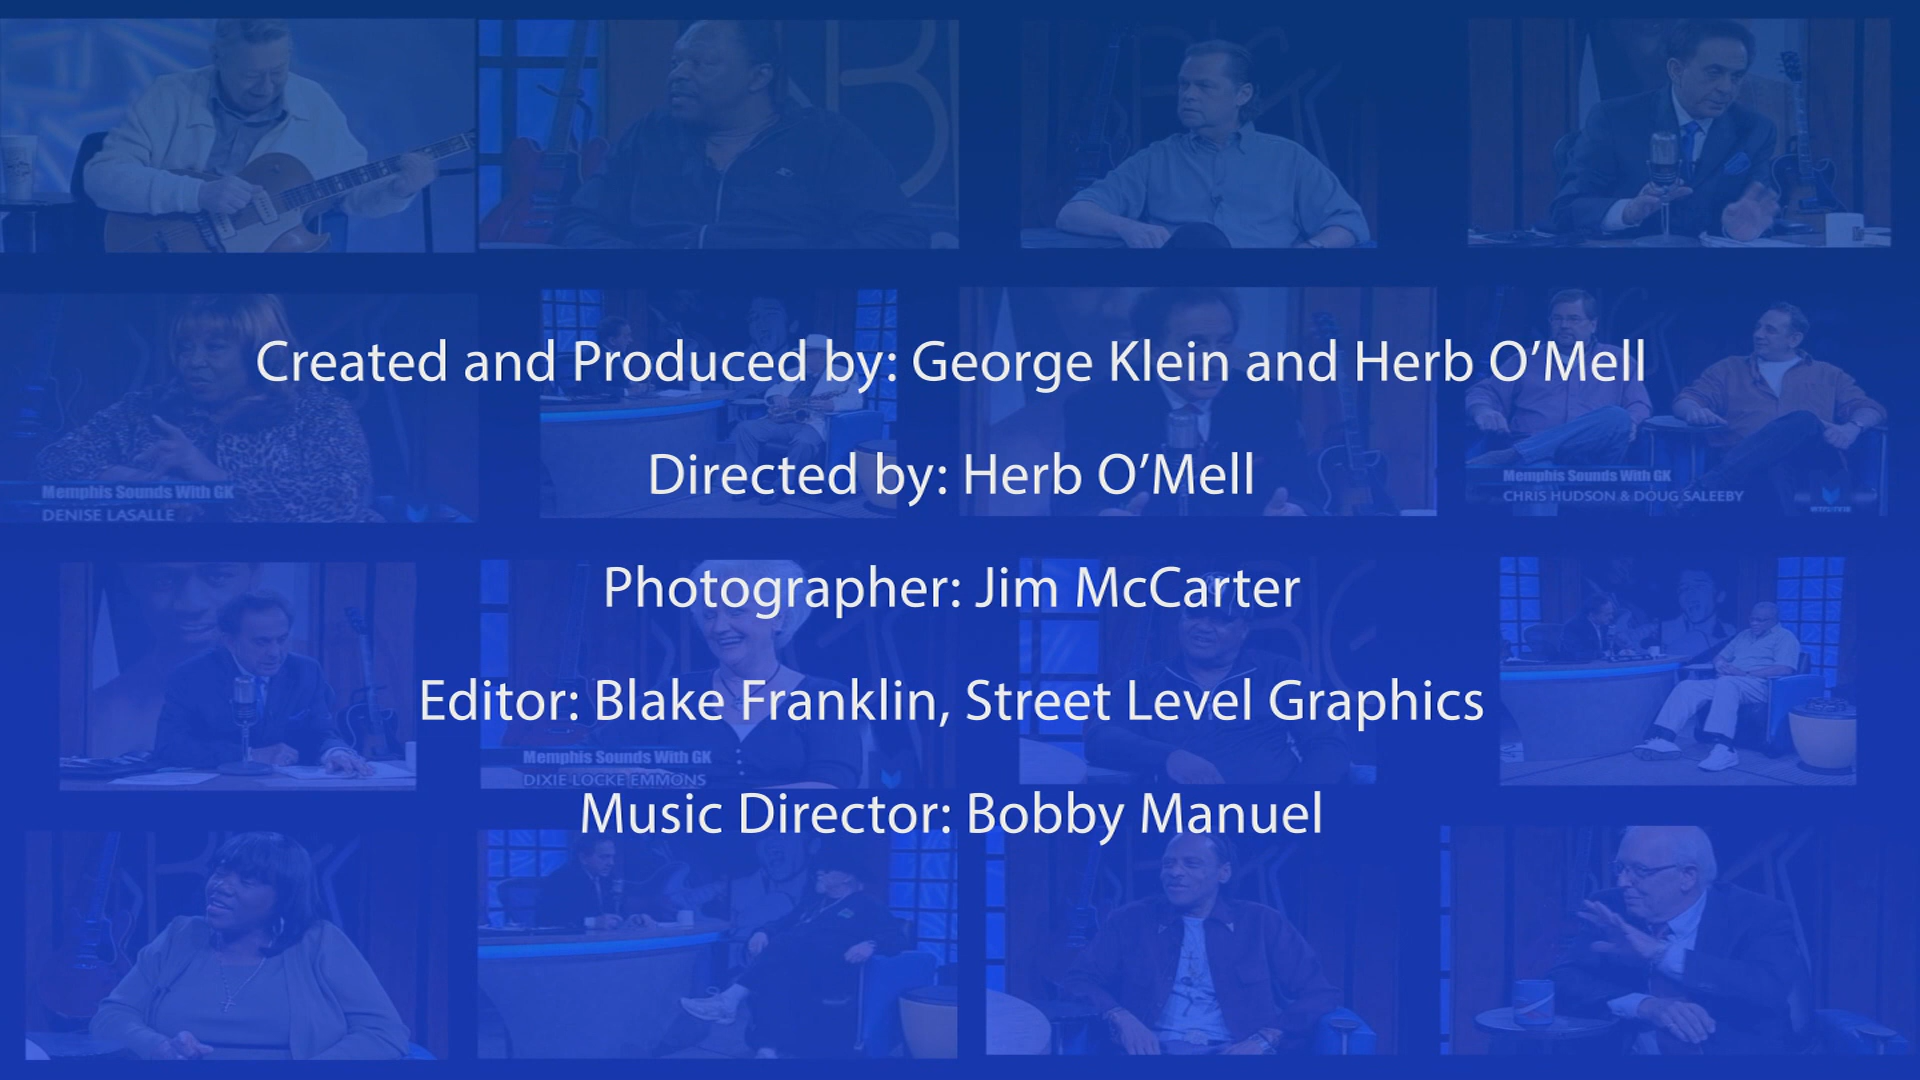 Created and Produced by: George Klein and Herb O’Mell
Directed by: Herb O’Mell
Memphis Sounds With GK
DENISE LASALLE
Memphis Sounds With GK
CHRIS HUDSON & DOUG SALEEBY
Photographer: Jim McCarter
Editor: Blake Franklin, Street Level Graphics
Memphis Sounds With GK
DIXIE LOCKE EMMONS
Music Director: Bobby Manuel